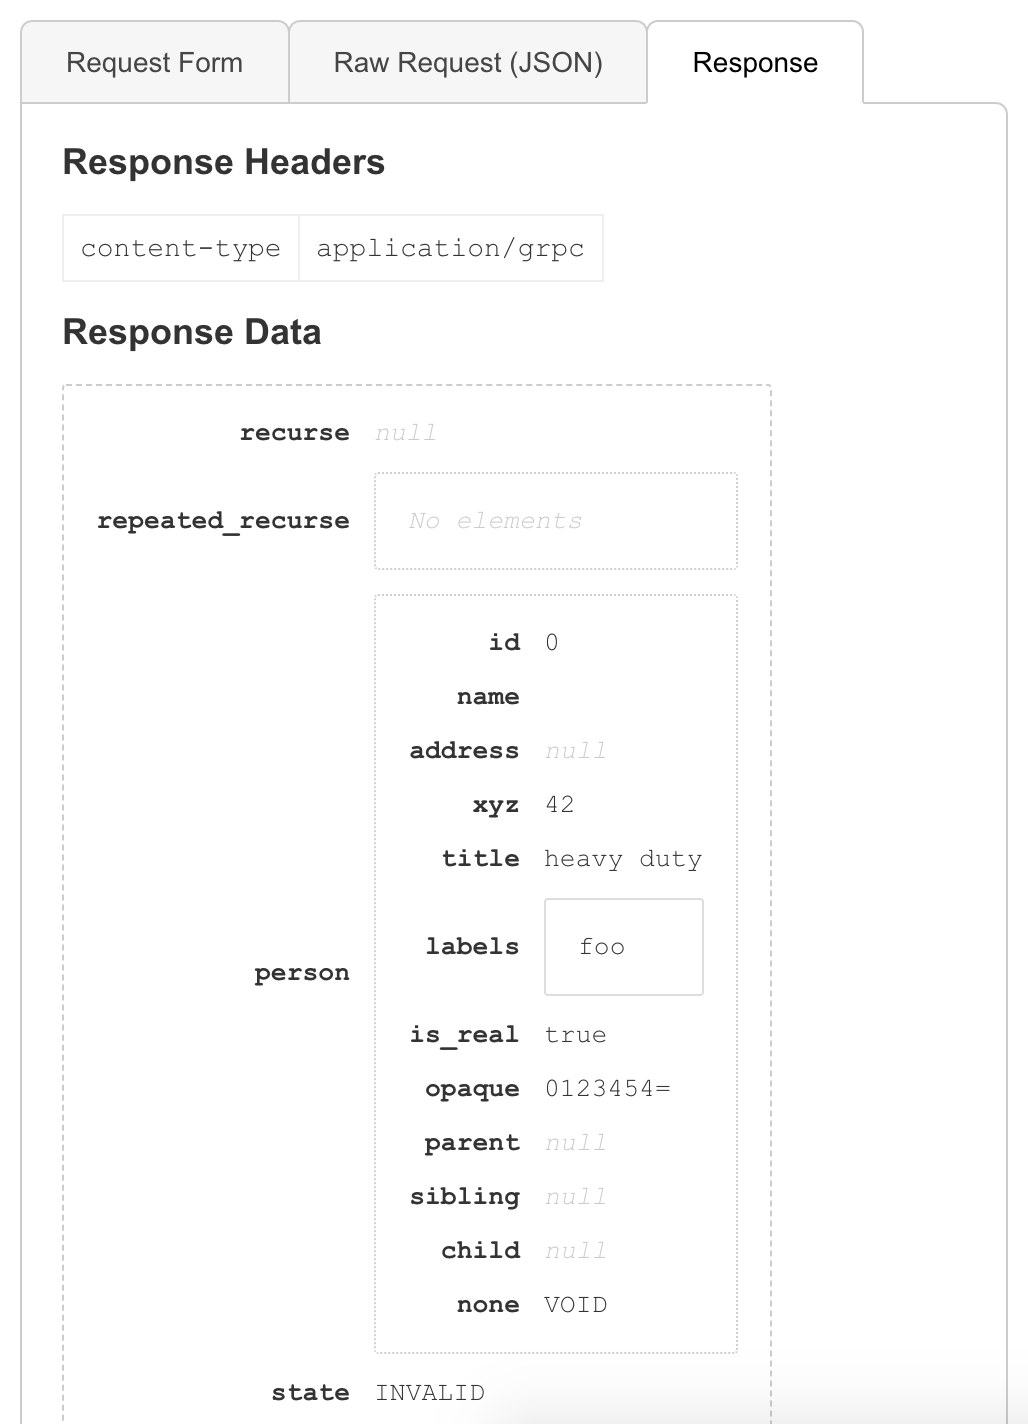 Request Form Raw Request (JSON) Response
Response Headers
content-type application/grpc
Response Data
recurse null
repeated_recurse No elements
id 0
name
address null
xyz 42
title heavy duty
labels foo
person
is_real true
opaque 0123454=
parent null
sibling null
child null
none VOID
state INVALID